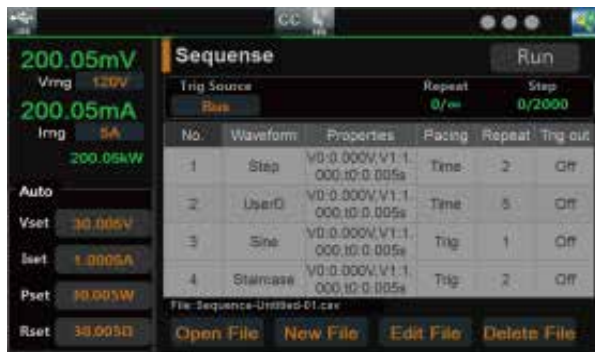 CC
200.05mV
Vrng 120V
200.05mA
Irng 5A
200.05kW
Auto
Vset 30.005V
Iset 1.0005A
Pset 30.005W
Rset 30.005Ω
Sequense
Run
Trig Source Repeat Step
Bus 0/∞ 0/2000
No. Waveform Properties Pacing Repeat Trig out
1 Step V0:0.000V,V1:1.000,t0:0.005s Time 2 Off
2 UserD V0:0.000V,V1:1.000,t0:0.005s Time 5 Off
3 Sine V0:0.000V,V1:1.000,t0:0.005s Trig 1 Off
4 Staircase V0:0.000V,V1:1.000,t0:0.005s Trig 2 Off
File: Sequence-Untitled-01.csv
Open File New File Edit File Delete File